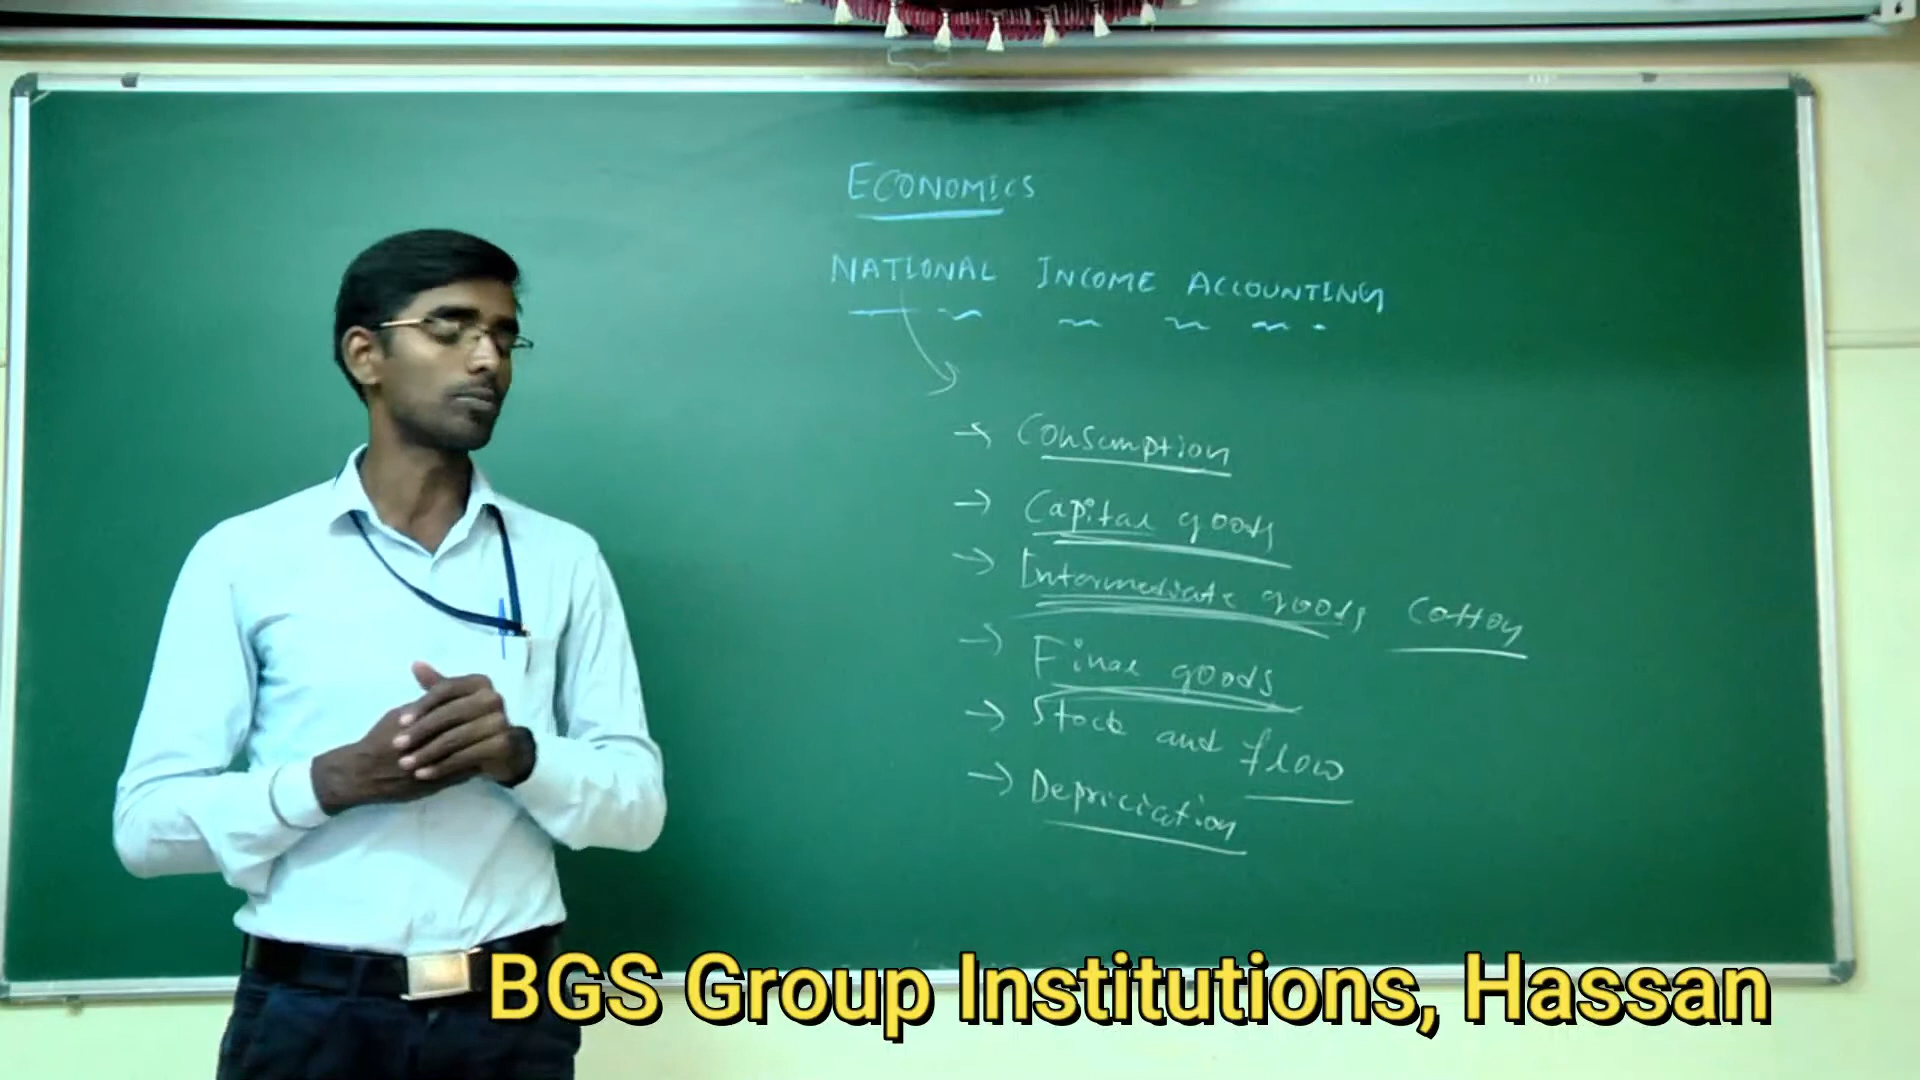 ECONOMICS
NATIONAL INCOME ACCOUNTING
→ Consumption
→ Capital goods
→ Intermediate goods Cotton
→ Final goods
→ Stock and flow
→ Depriciation
BGS Group Institutions, Hassan